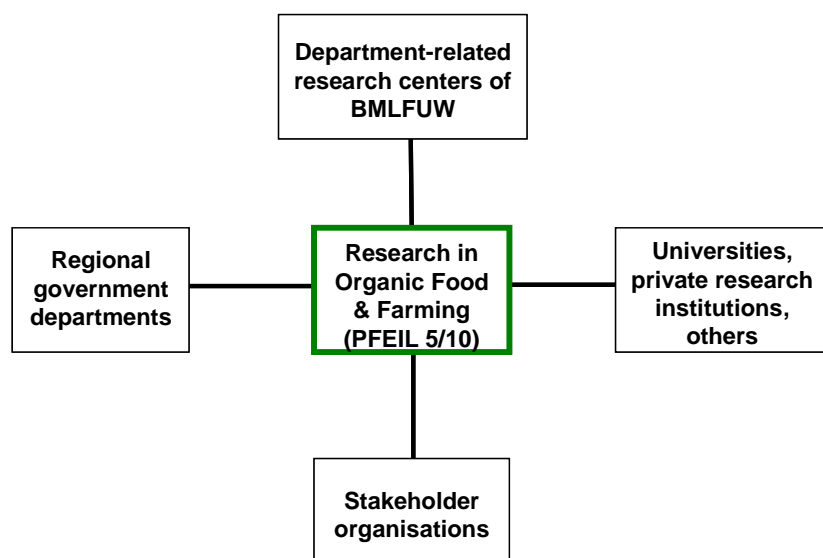 Department-related
research centers of
BMLFUW
Regional
government
departments
Research in
Organic Food
& Farming
(PFEIL 5/10)
Universities,
private research
institutions,
others
Stakeholder
organisations